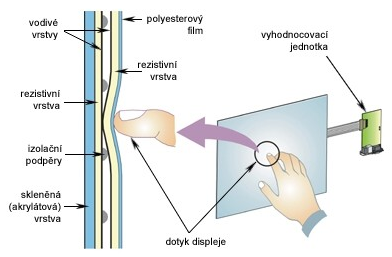 vodivé
vrstvy
polyesterový
film
rezistivní
vrstva
vyhodnocovací
jednotka
rezistivní
vrstva
izolační
podpěry
skleněná
(akrylátová)
vrstva
dotyk displeje